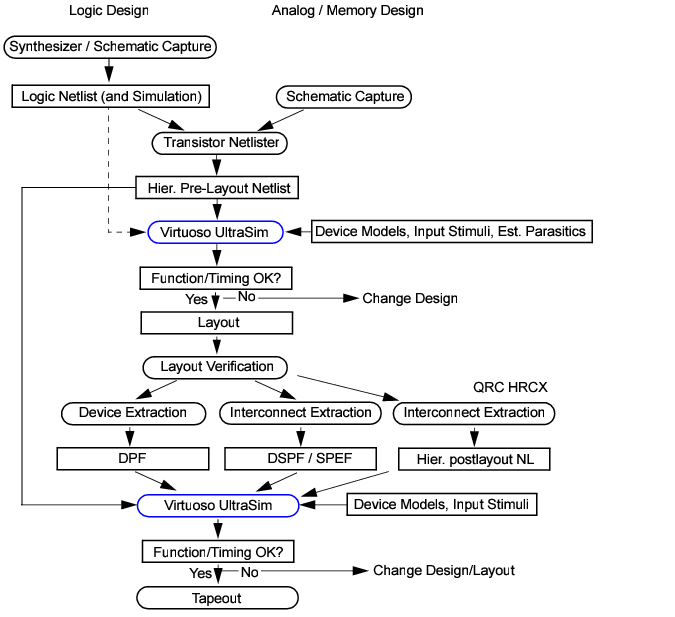 Logic Design
Analog / Memory Design
Synthesizer / Schematic Capture
Logic Netlist (and Simulation)
Schematic Capture
Transistor Netlister
Hier. Pre-Layout Netlist
Virtuoso UltraSim
Device Models, Input Stimuli, Est. Parasitics
Function/Timing OK?
Yes
No
Change Design
Layout
Layout Verification
QRC HRCX
Device Extraction
Interconnect Extraction
Interconnect Extraction
DPF
DSPF / SPEF
Hier. postlayout NL
Virtuoso UltraSim
Device Models, Input Stimuli
Function/Timing OK?
Yes
No
Change Design/Layout
Tapeout